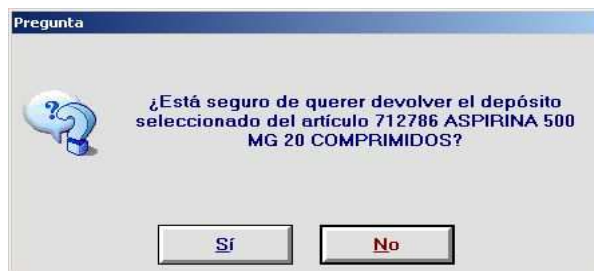 Pregunta
¿Está seguro de querer devolver el depósito
seleccionado del artículo 712786 ASPIRINA 500
MG 20 COMPRIMIDOS?
Sí No